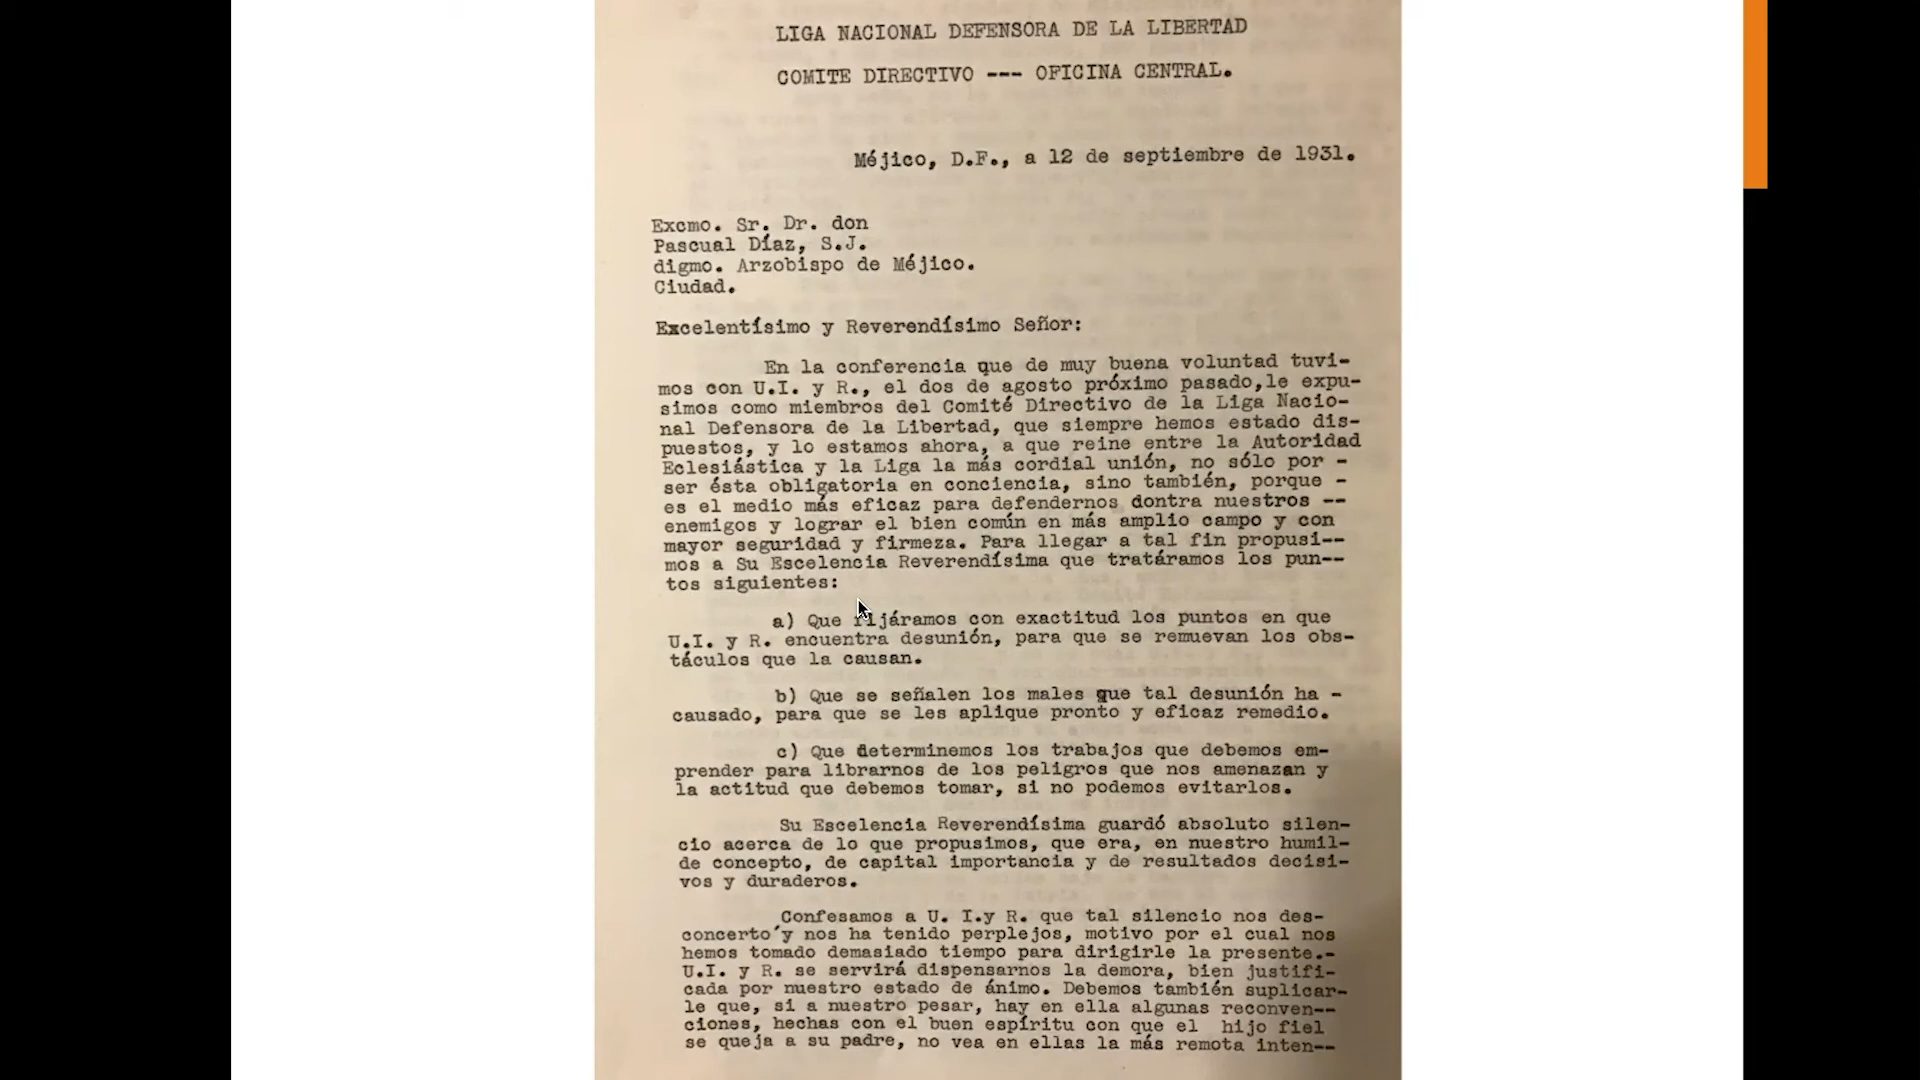 LIGA NACIONAL DEFENSORA DE LA LIBERTAD
COMITE DIRECTIVO --- OFICINA CENTRAL.
Méjico, D.F., a 12 de septiembre de 1931.
Excmo. Sr. Dr. don
Pascual Díaz, S.J.
digmo. Arzobispo de Méjico.
Ciudad.
Excelentísimo y Reverendísimo Señor:
En la conferencia que de muy buena voluntad tuvi-
mos con U.I. y R., el dos de agosto próximo pasado,le expu-
simos como miembros del Comité Directivo de la Liga Nacio-
nal Defensora de la Libertad, que siempre hemos estado dis-
puestos, y lo estamos ahora, a que reine entre la Autoridad
Eclesiástica y la Liga la más cordial unión, no sólo por -
ser ésta obligatoria en conciencia, sino también, porque -
es el medio más eficaz para defendernos dontra nuestros --
enemigos y lograr el bien común en más amplio campo y con
mayor seguridad y firmeza. Para llegar a tal fin propusi--
mos a Su Escelencia Reverendísima que tratáramos los pun--
tos siguientes:
a) Que fijáramos con exactitud los puntos en que
U.I. y R. encuentra desunión, para que se remuevan los obs-
táculos que la causan.
b) Que se señalen los males que tal desunión ha -
causado, para que se les aplique pronto y eficaz remedio.
c) Que determinemos los trabajos que debemos em-
prender para librarnos de los peligros que nos amenazan y
la actitud que debemos tomar, si no podemos evitarlos.
Su Escelencia Reverendísima guardó absoluto silen-
cio acerca de lo que propusimos, que era, en nuestro humil-
de concepto, de capital importancia y de resultados decisi-
vos y duraderos.
Confesamos a U. I.y R. que tal silencio nos des-
concerto´y nos ha tenido perplejos, motivo por el cual nos
hemos tomado demasiado tiempo para dirigirle la presente.-
U.I. y R. se servirá dispensarnos la demora, bien justifi-
cada por nuestro estado de ánimo. Debemos también suplicar-
le que, si a nuestro pesar, hay en ella algunas reconven--
ciones, hechas con el buen espíritu con que el hijo fiel
se queja a su padre, no vea en ellas la más remota inten--